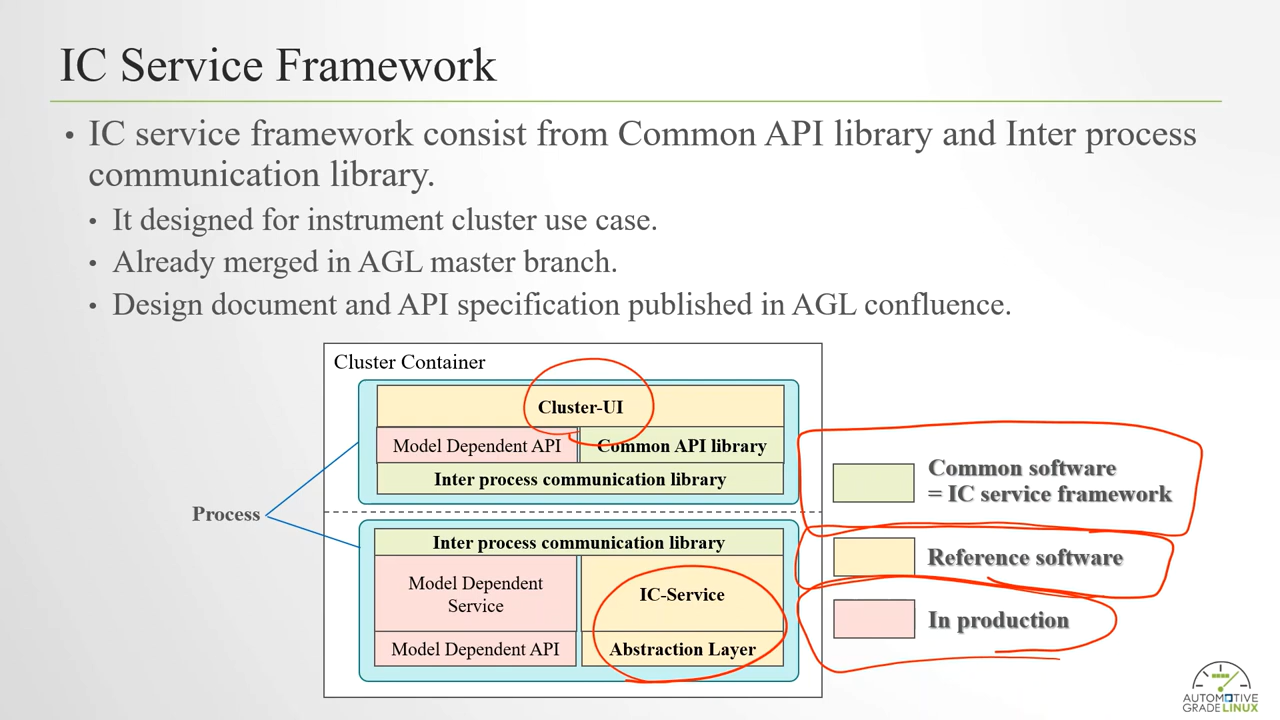 IC Service Framework
• IC service framework consist from Common API library and Inter process
communication library.
• It designed for instrument cluster use case.
• Already merged in AGL master branch.
• Design document and API specification published in AGL confluence.
Cluster Container
Cluster-UI
Model Dependent API
Common API library
Inter process communication library
Process
Inter process communication library
Model Dependent
Service
IC-Service
Model Dependent API
Abstraction Layer
Common software
= IC service framework
Reference software
In production
AUTOMOTIVE
GRADE LINUX